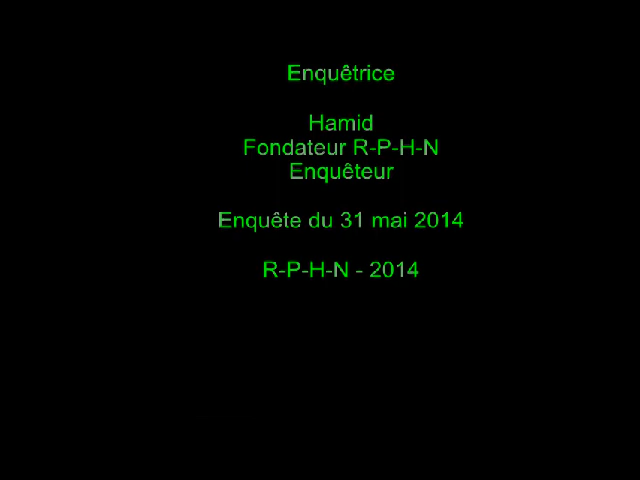 Enquêtrice
Hamid
Fondateur R-P-H-N
Enquêteur
Enquête du 31 mai 2014
R-P-H-N - 2014